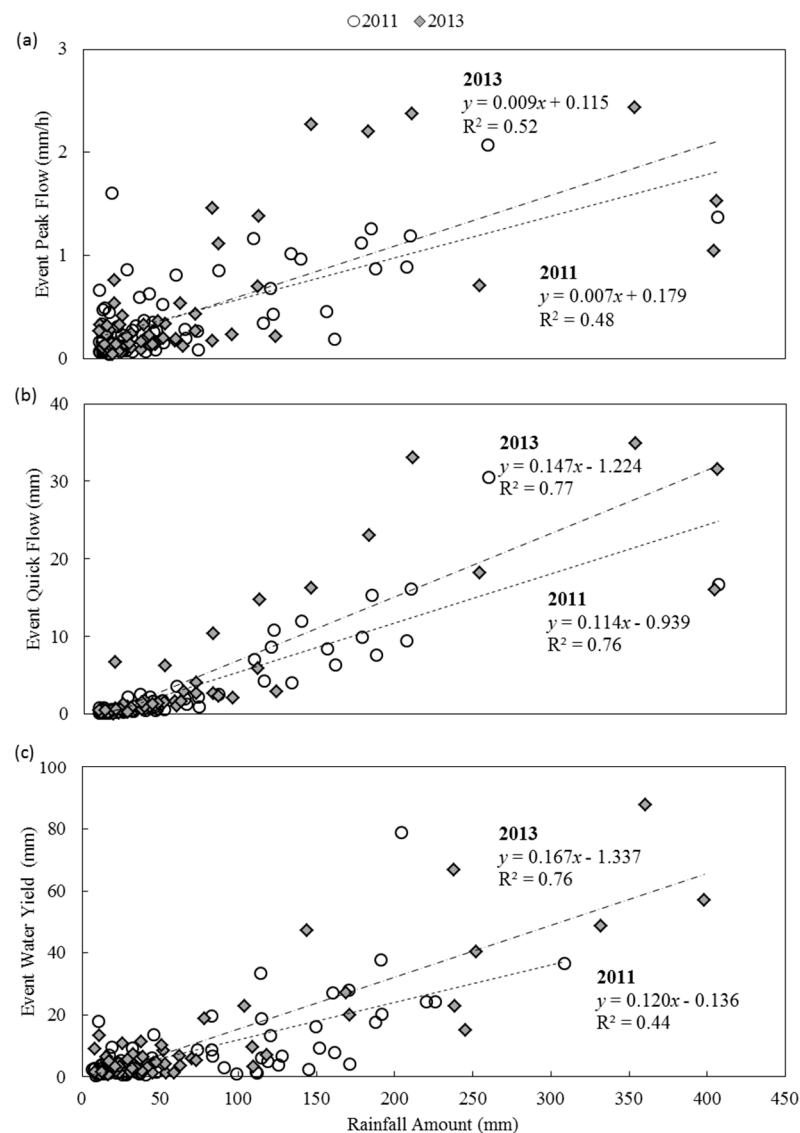 2011 2013
(a)
3
2
1
0
Event Peak Flow (mm/h)
2013
y = 0.009x + 0.115
R² = 0.52
2011
y = 0.007x + 0.179
R² = 0.48
(b)
40
30
20
10
0
Event Quick Flow (mm)
2013
y = 0.147x - 1.224
R² = 0.77
2011
y = 0.114x - 0.939
R² = 0.76
(c)
100
80
60
40
20
0
Event Water Yield (mm)
2013
y = 0.167x - 1.337
R² = 0.76
2011
y = 0.120x - 0.136
R² = 0.44
0 50 100 150 200 250 300 350 400 450
Rainfall Amount (mm)